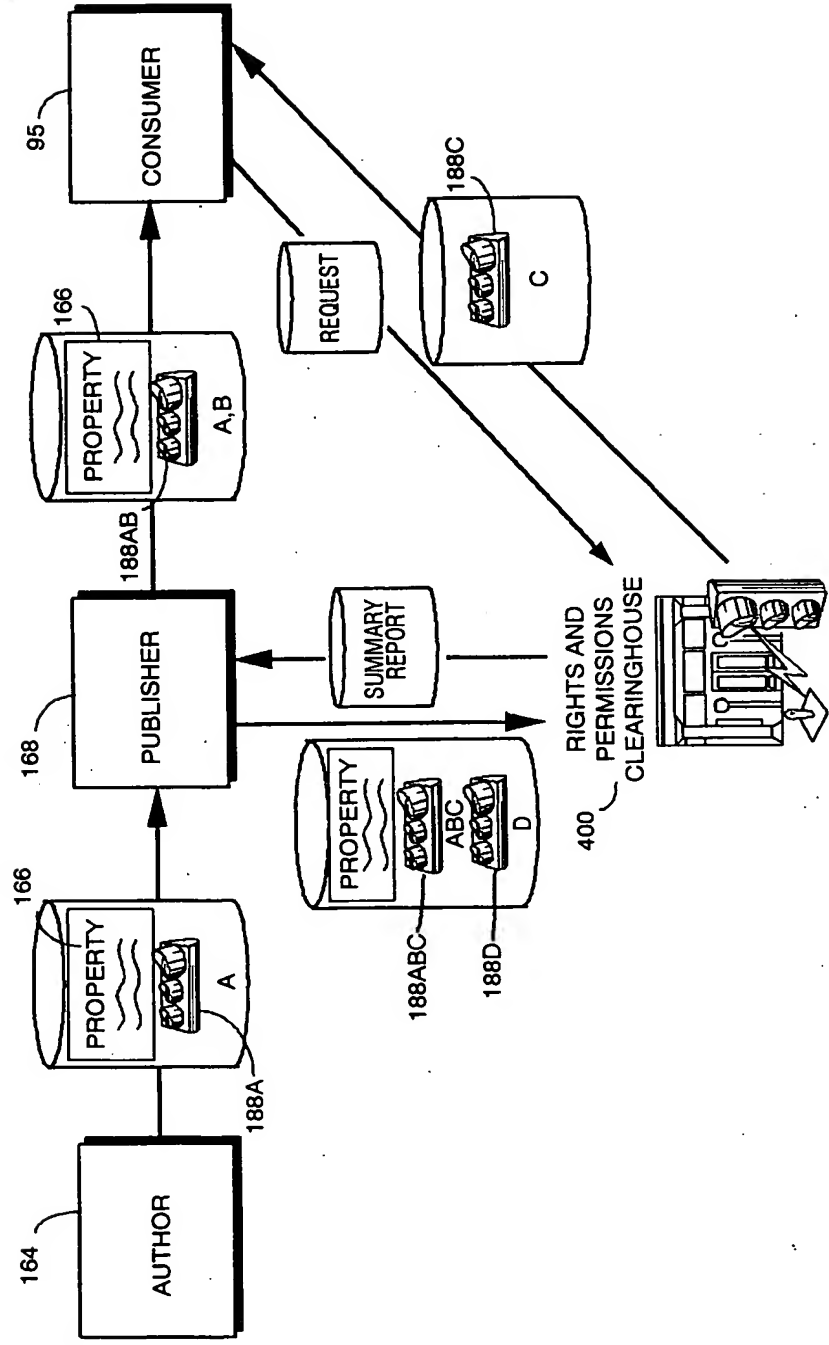 164
AUTHOR
166
PROPERTY
A
188A
168
PUBLISHER
188AB
166
PROPERTY
A,B
95
CONSUMER
PROPERTY
ABC
D
188ABC
188D
SUMMARY
REPORT
REQUEST
188C
C
400
RIGHTS AND
PERMISSIONS
CLEARINGHOUSE